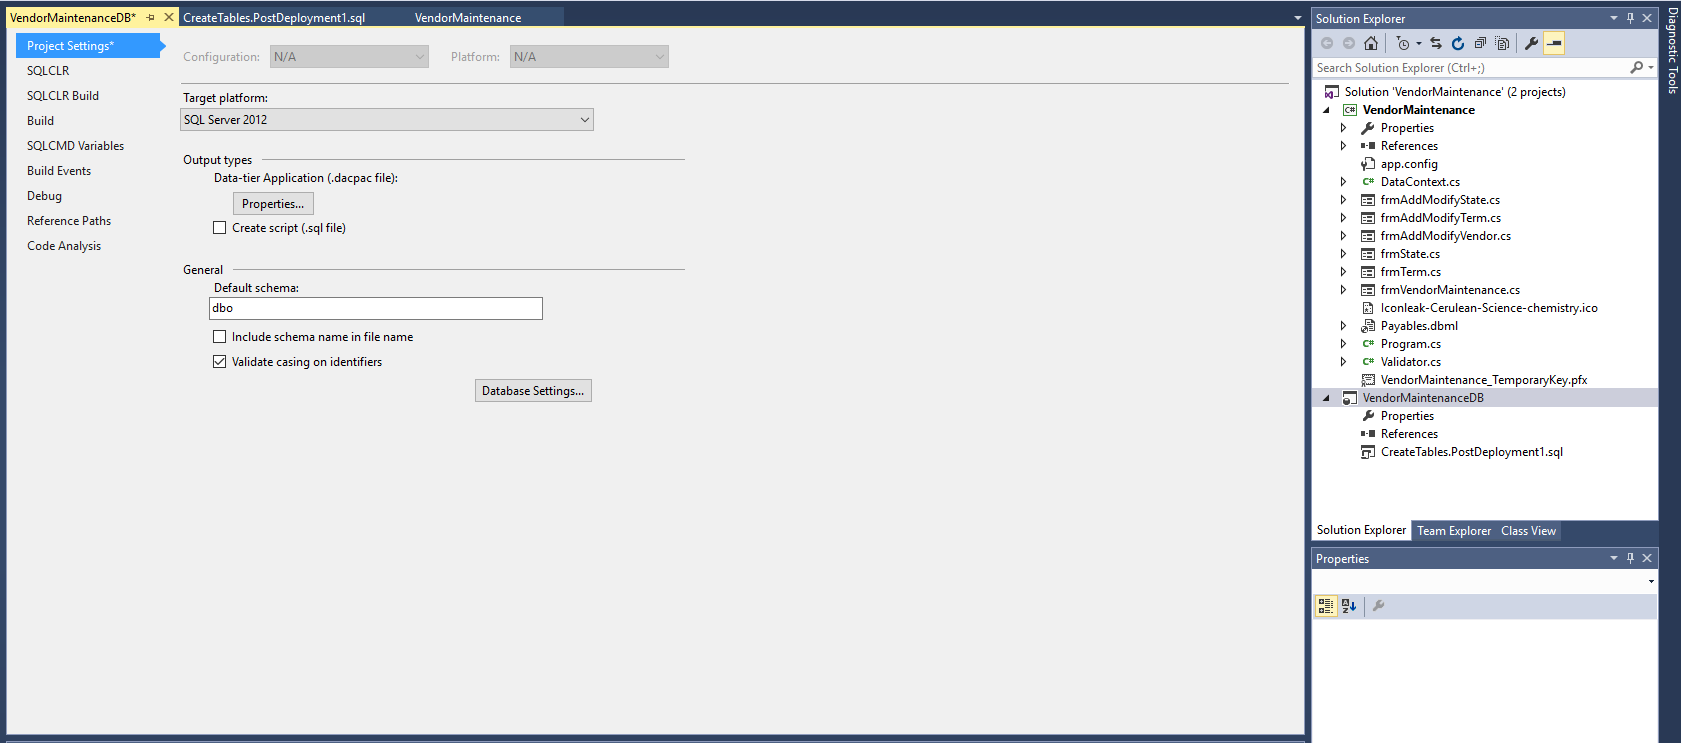 VendorMaintenanceDB*
CreateTables.PostDeployment1.sql
VendorMaintenance
Project Settings*
SQLCLR
SQLCLR Build
Build
SQLCMD Variables
Build Events
Debug
Reference Paths
Code Analysis
Configuration: N/A
Platform: N/A
Target platform:
SQL Server 2012
Output types
Data-tier Application (.dacpac file):
Properties...
Create script (.sql file)
General
Default schema:
dbo
Include schema name in file name
Validate casing on identifiers
Database Settings...
Solution Explorer
Search Solution Explorer (Ctrl+;)
Solution 'VendorMaintenance' (2 projects)
C# VendorMaintenance
Properties
References
app.config
C# DataContext.cs
frmAddModifyState.cs
frmAddModifyTerm.cs
frmAddModifyVendor.cs
frmState.cs
frmTerm.cs
frmVendorMaintenance.cs
Iconleak-Cerulean-Science-chemistry.ico
Payables.dbml
C# Program.cs
C# Validator.cs
VendorMaintenance_TemporaryKey.pfx
VendorMaintenanceDB
Properties
References
CreateTables.PostDeployment1.sql
Solution Explorer
Team Explorer
Class View
Properties
Diagnostic Tools